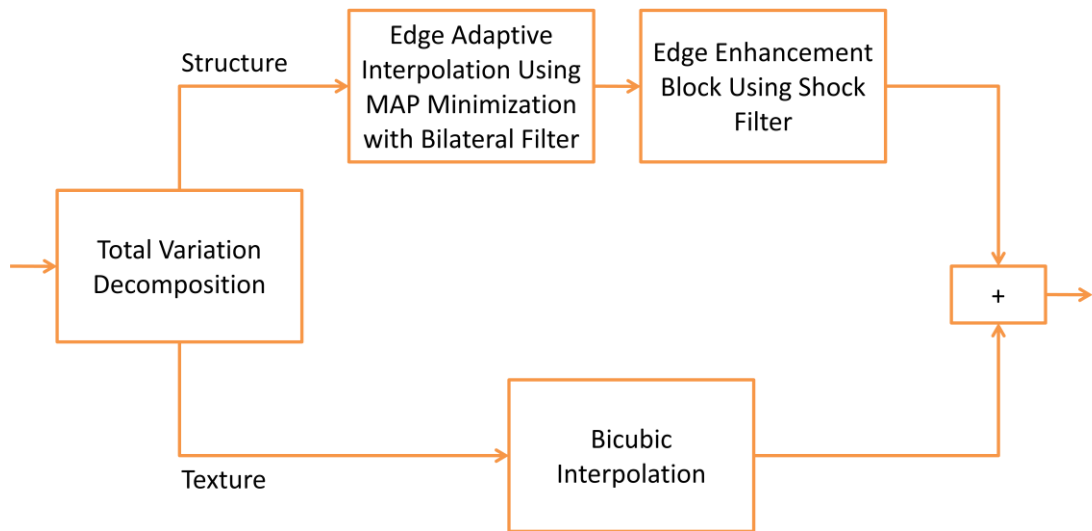 Structure
Edge Adaptive
Interpolation Using
MAP Minimization
with Bilateral Filter
Edge Enhancement
Block Using Shock
Filter
Total Variation
Decomposition
+
Texture
Bicubic
Interpolation